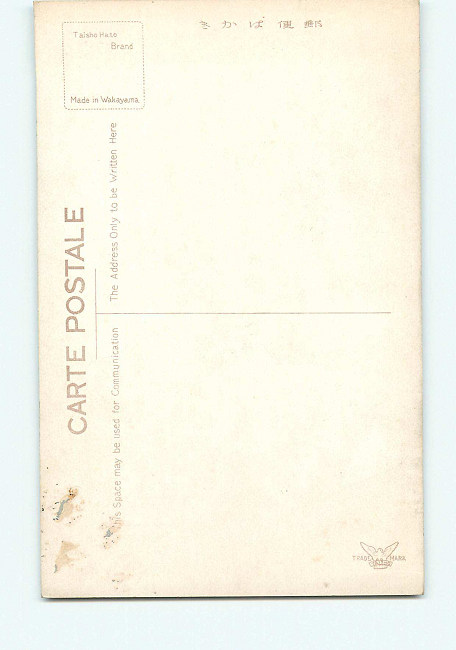 Taisho Hato
Brand
Made in Wakayama
きかは便郵
CARTE POSTALE
The Address Only to be Written Here
This Space may be used for Communication
TRADE MARK